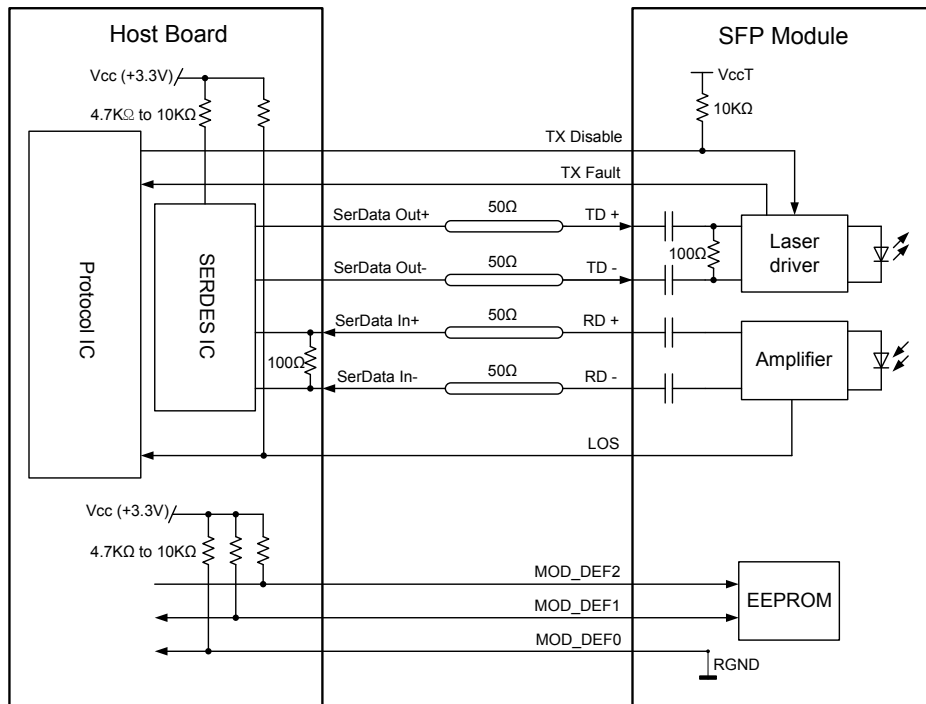 Host Board
SFP Module
Vcc (+3.3V)
4.7KΩ to 10KΩ
VccT
10KΩ
TX Disable
TX Fault
SerData Out+
50Ω
TD +
SerData Out-
50Ω
TD -
100Ω
Laser
driver
Protocol IC
SERDES IC
SerData In+
50Ω
RD +
100Ω
SerData In-
50Ω
RD -
Amplifier
LOS
Vcc (+3.3V)
4.7KΩ to 10KΩ
MOD_DEF2
MOD_DEF1
MOD_DEF0
EEPROM
RGND